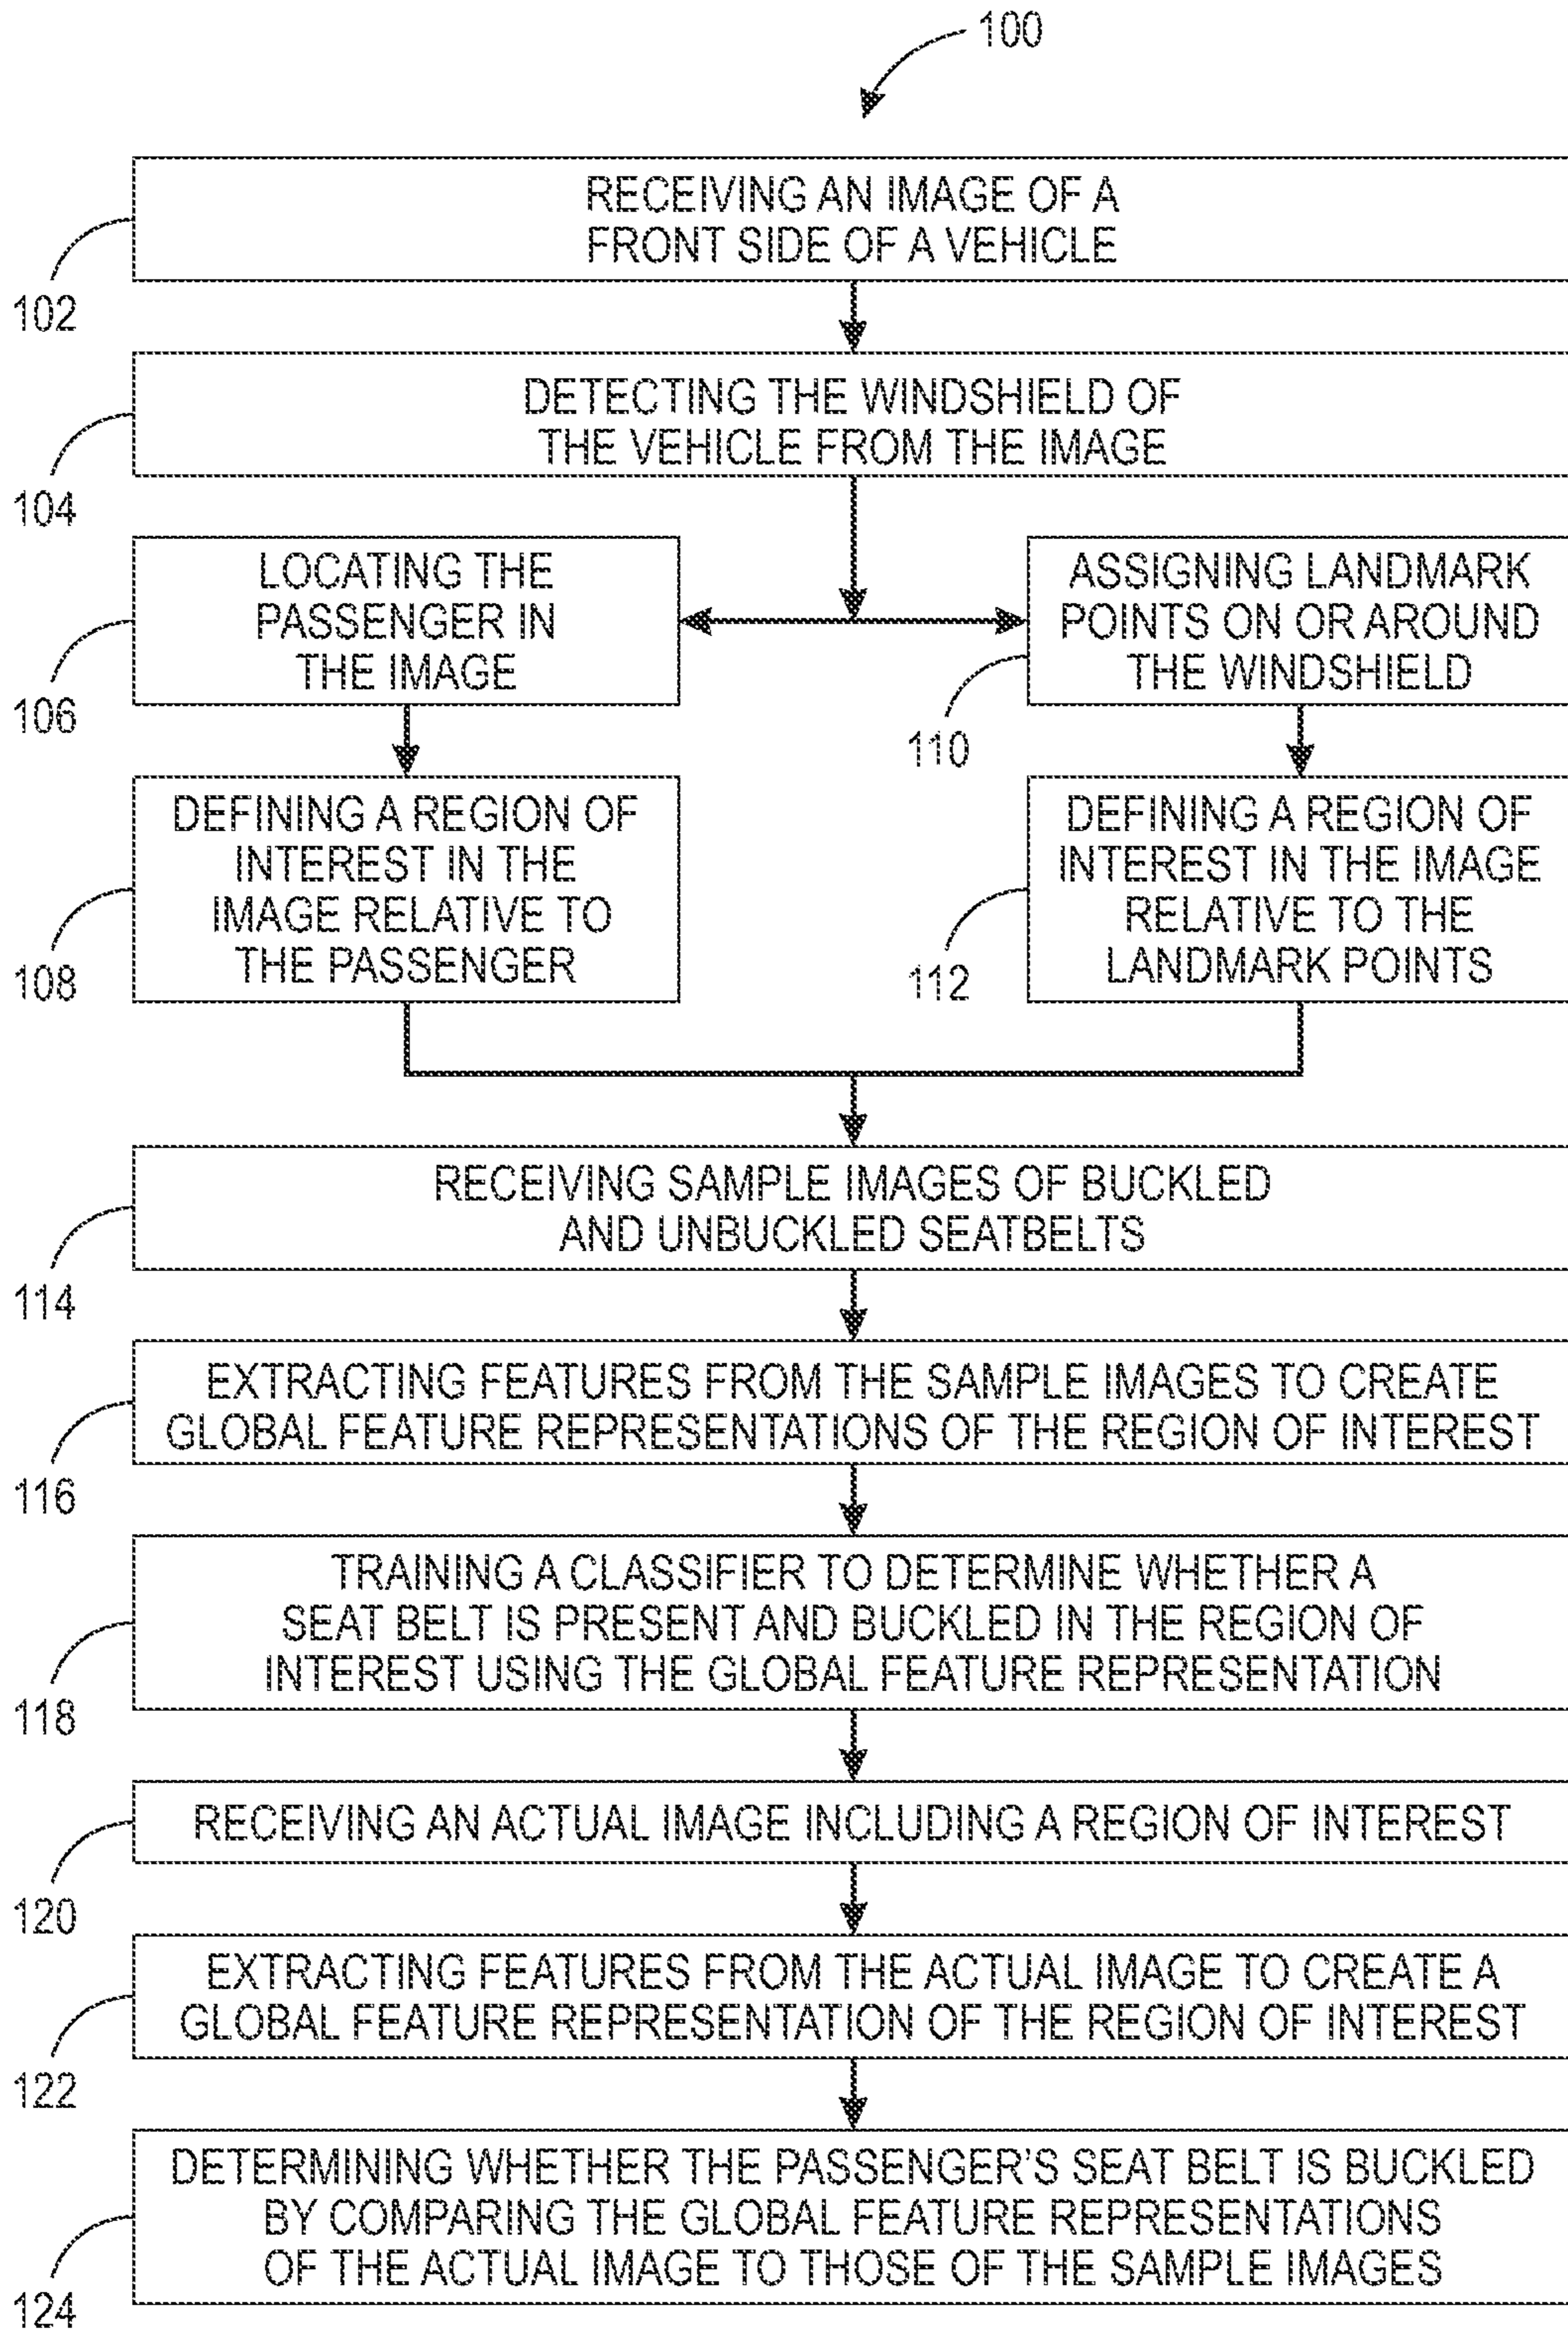 100
RECEIVING AN IMAGE OF A
FRONT SIDE OF A VEHICLE
102
DETECTING THE WINDSHIELD OF
THE VEHICLE FROM THE IMAGE
104
LOCATING THE
PASSENGER IN
THE IMAGE
106
ASSIGNING LANDMARK
POINTS ON OR AROUND
THE WINDSHIELD
110
DEFINING A REGION OF
INTEREST IN THE
IMAGE RELATIVE TO
THE PASSENGER
108
DEFINING A REGION OF
INTEREST IN THE IMAGE
RELATIVE TO THE
LANDMARK POINTS
112
RECEIVING SAMPLE IMAGES OF BUCKLED
AND UNBUCKLED SEATBELTS
114
EXTRACTING FEATURES FROM THE SAMPLE IMAGES TO CREATE
GLOBAL FEATURE REPRESENTATIONS OF THE REGION OF INTEREST
116
TRAINING A CLASSIFIER TO DETERMINE WHETHER A
SEAT BELT IS PRESENT AND BUCKLED IN THE REGION OF
INTEREST USING THE GLOBAL FEATURE REPRESENTATION
118
RECEIVING AN ACTUAL IMAGE INCLUDING A REGION OF INTEREST
120
EXTRACTING FEATURES FROM THE ACTUAL IMAGE TO CREATE A
GLOBAL FEATURE REPRESENTATION OF THE REGION OF INTEREST
122
DETERMINING WHETHER THE PASSENGER'S SEAT BELT IS BUCKLED
BY COMPARING THE GLOBAL FEATURE REPRESENTATIONS
OF THE ACTUAL IMAGE TO THOSE OF THE SAMPLE IMAGES
124